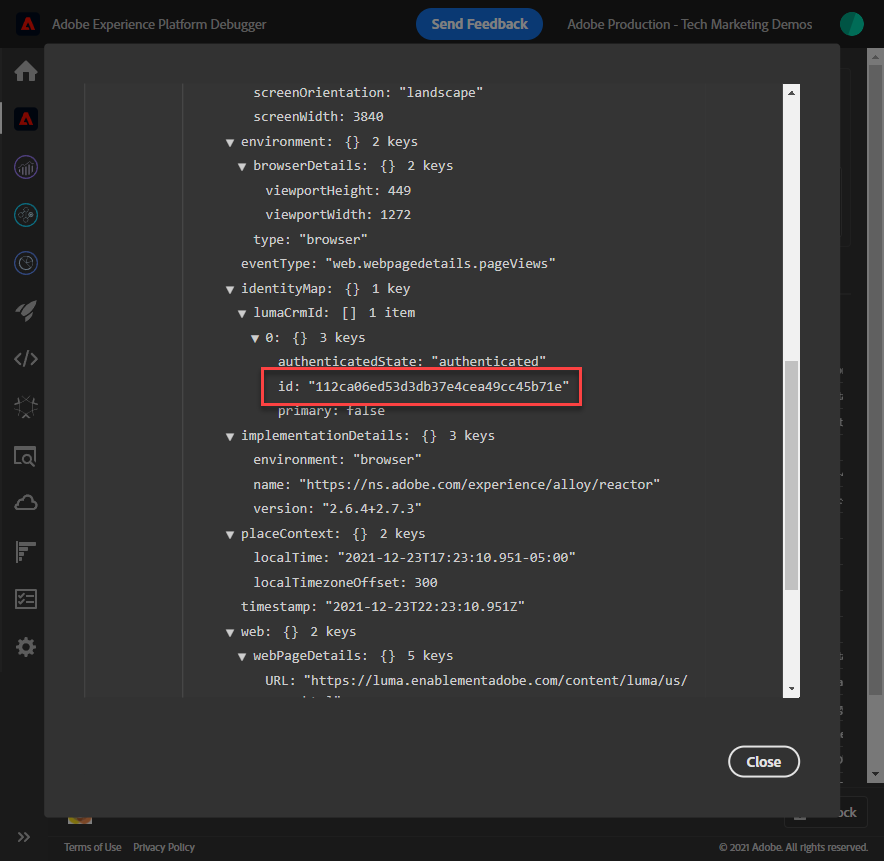 Adobe Experience Platform Debugger
Send Feedback
Adobe Production - Tech Marketing Demos
screenOrientation: "landscape"
screenWidth: 3840
▼ environment: {} 2 keys
▼ browserDetails: {} 2 keys
viewportHeight: 449
viewportWidth: 1272
type: "browser"
eventType: "web.webpagedetails.pageViews"
▼ identityMap: {} 1 key
▼ lumaCrmId: [] 1 item
▼ 0: {} 3 keys
authenticatedState: "authenticated"
id: "112ca06ed53d3db37e4cea49cc45b71e"
primary: false
▼ implementationDetails: {} 3 keys
environment: "browser"
name: "https://ns.adobe.com/experience/alloy/reactor"
version: "2.6.4+2.7.3"
▼ placeContext: {} 2 keys
localTime: "2021-12-23T17:23:10.951-05:00"
localTimezoneOffset: 300
timestamp: "2021-12-23T22:23:10.951Z"
▼ web: {} 2 keys
▼ webPageDetails: {} 5 keys
URL: "https://luma.enablementadobe.com/content/luma/us/
Close
Terms of Use Privacy Policy
© 2021 Adobe. All rights reserved.